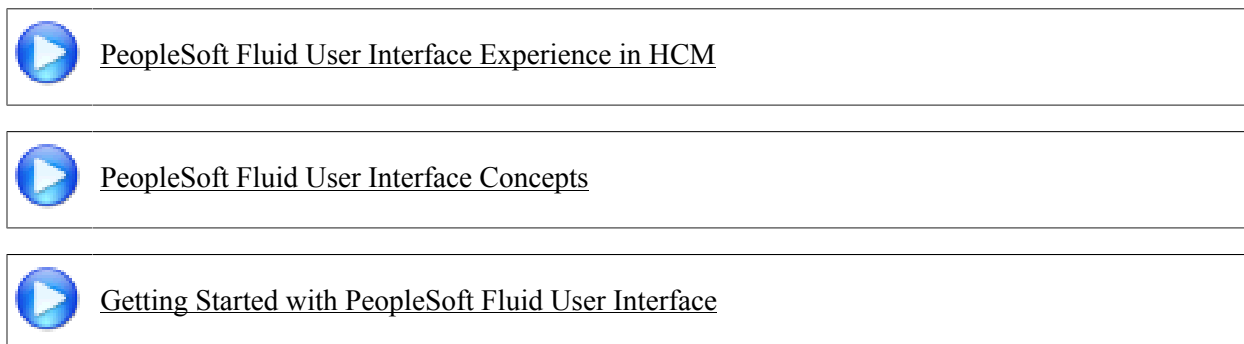 PeopleSoft Fluid User Interface Experience in HCM
PeopleSoft Fluid User Interface Concepts
Getting Started with PeopleSoft Fluid User Interface